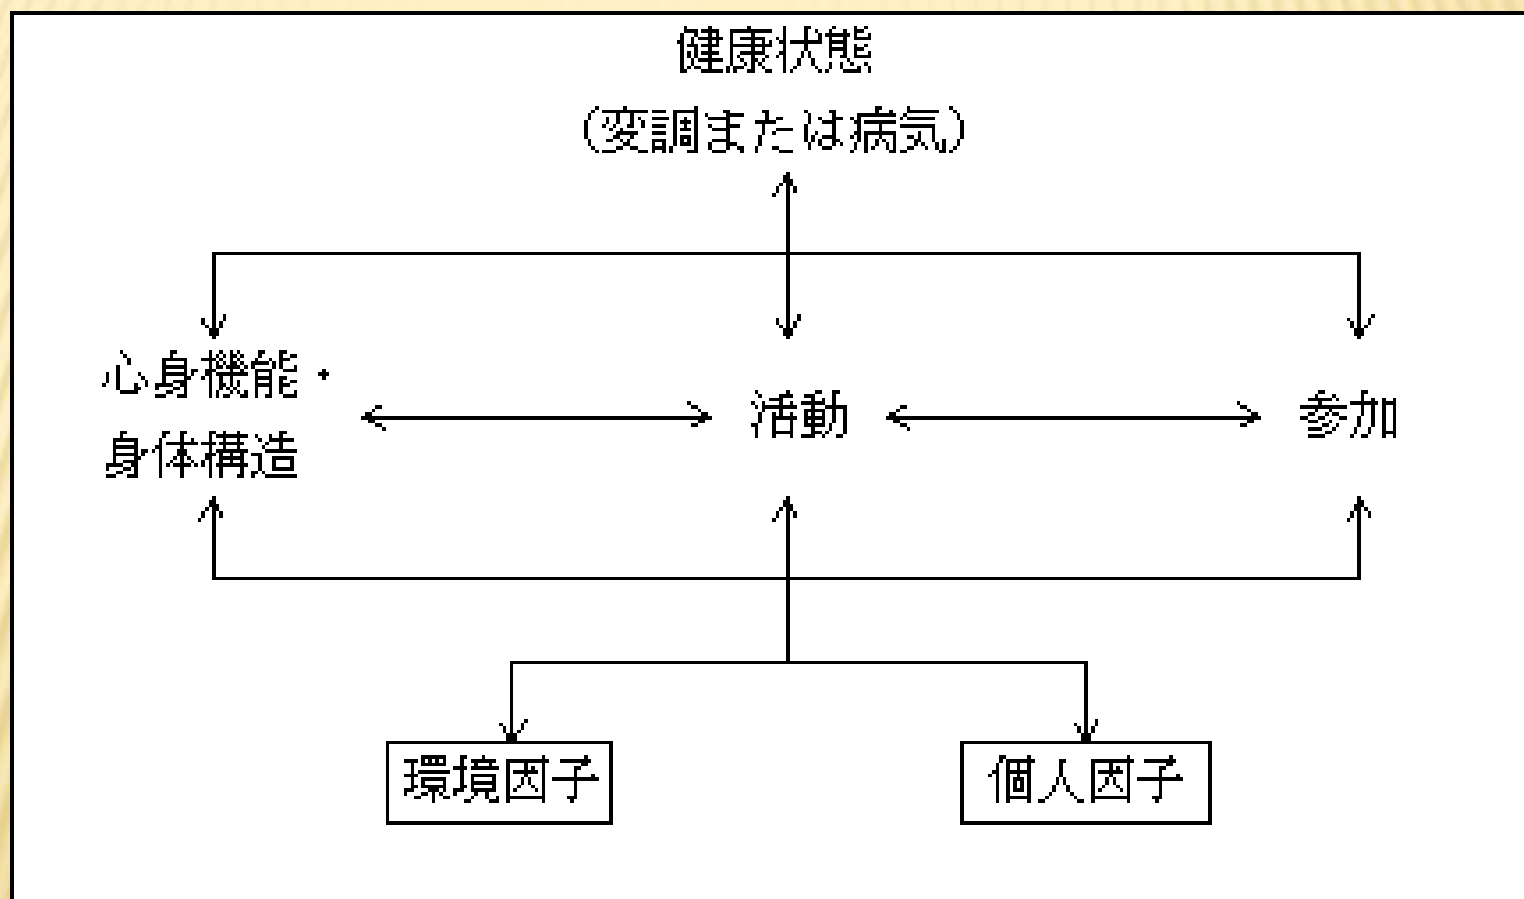 健康状態
（変調または病気）
心身機能・
身体構造
活動
参加
環境因子
個人因子